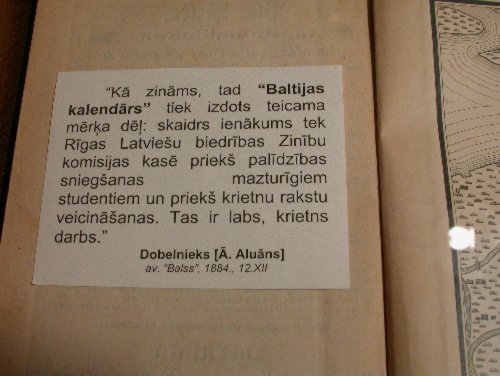 “Kā zināms, tad “Baltijas
kalendārs” tiek izdots teicama
mērķa dēļ: skaidrs ienākums tek
Rīgas Latviešu biedrības Zinību
komisijas kasē priekš palīdzības
sniegšanas mazturīgiem
studentiem un priekš krietnu rakstu
veicināšanas. Tas ir labs, krietns
darbs.”
Dobelnieks [Ā. Aluāns]
av. “Balss”, 1884., 12.XII